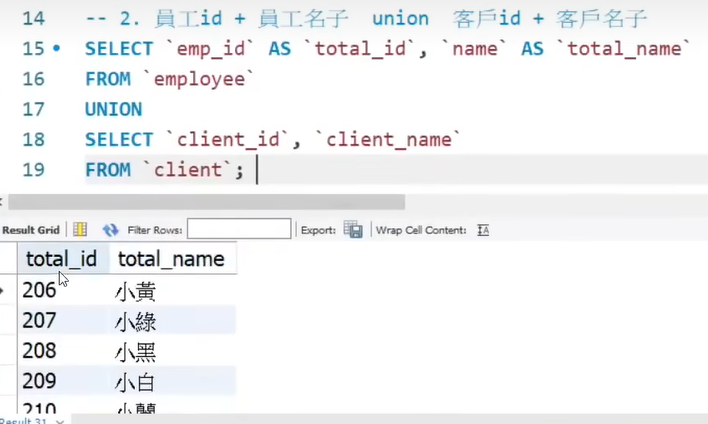 14 -- 2. 員工id + 員工名子 union 客戶id + 客戶名子
15 SELECT `emp_id` AS `total_id`, `name` AS `total_name`
16 FROM `employee`
17 UNION
18 SELECT `client_id`, `client_name`
19 FROM `client`;
Result Grid Filter Rows: Export: Wrap Cell Content:
total_id total_name
206 小黃
207 小綠
208 小黑
209 小白
210 小蘭
Result 31